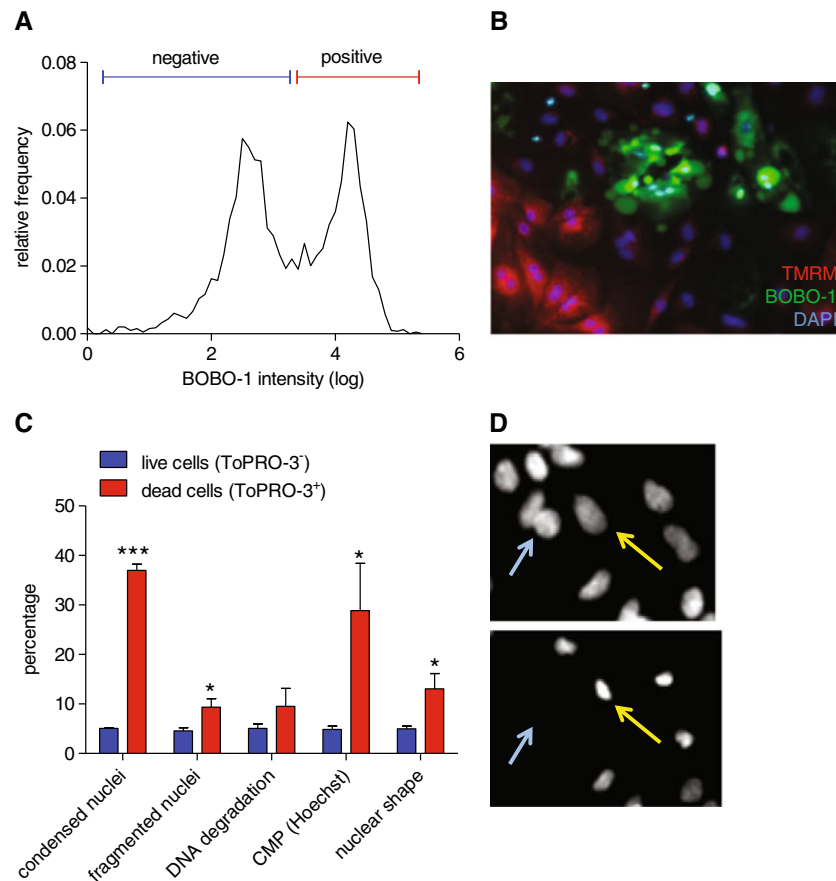 A
negative
positive
0.08
0.06
0.04
0.02
0.00
relative frequency
0
2
4
6
BOBO-1 intensity (log)
B
TMRM
BOBO-1
DAPI
C
live cells (ToPRO-3⁻)
dead cells (ToPRO-3⁺)
50
40
30
20
10
0
percentage
***
*
*
*
condensed nuclei
fragmented nuclei
DNA degradation
CMP (Hoechst)
nuclear shape
D